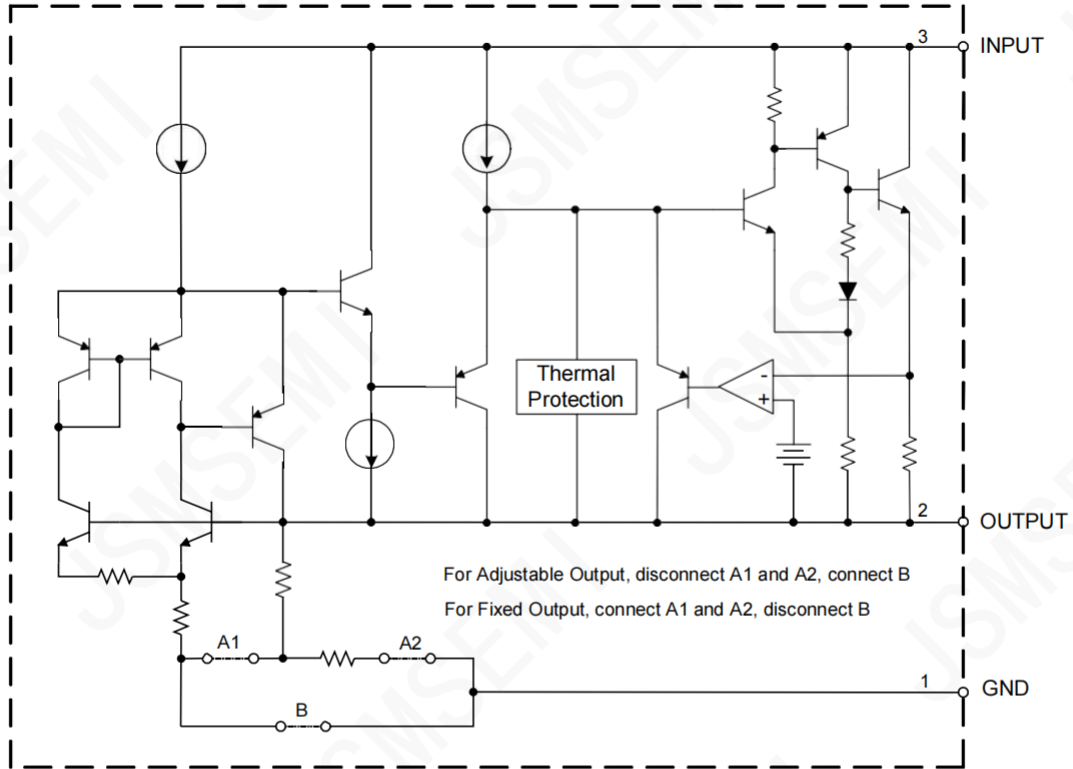 3
INPUT
Thermal
Protection
-
+
2
OUTPUT
For Adjustable Output, disconnect A1 and A2, connect B
For Fixed Output, connect A1 and A2, disconnect B
A1
A2
1
GND
B
JSMSEMI